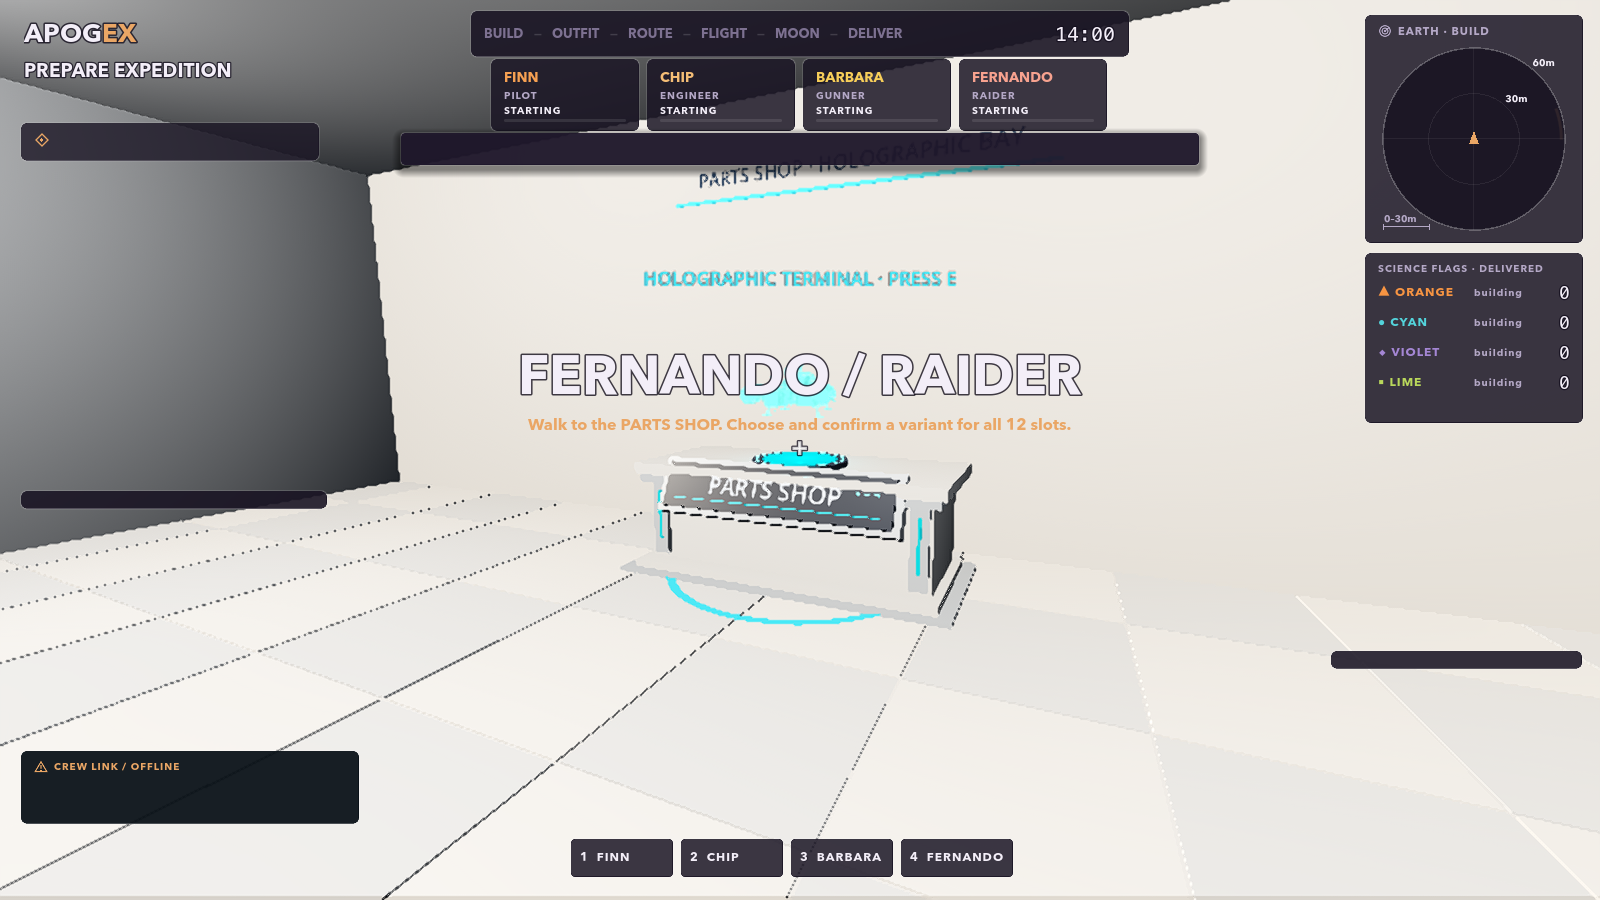 APOGEX
PREPARE EXPEDITION
BUILD – OUTFIT – ROUTE – FLIGHT – MOON – DELIVER 14:00
FINN
PILOT
STARTING
CHIP
ENGINEER
STARTING
BARBARA
GUNNER
STARTING
FERNANDO
RAIDER
STARTING
EARTH · BUILD
60m
30m
0-30m
SCIENCE FLAGS · DELIVERED
ORANGE building 0
CYAN building 0
VIOLET building 0
LIME building 0
PARTS SHOP · HOLOGRAPHIC BAY
HOLOGRAPHIC TERMINAL · PRESS E
FERNANDO / RAIDER
Walk to the PARTS SHOP. Choose and confirm a variant for all 12 slots.
PARTS SHOP
CREW LINK / OFFLINE
1 FINN
2 CHIP
3 BARBARA
4 FERNANDO